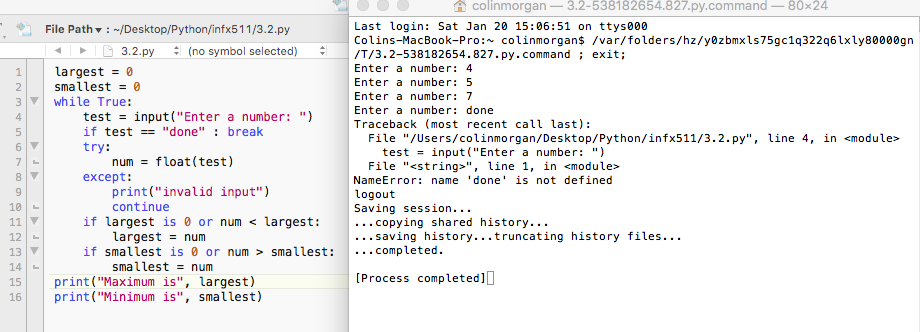 File Path ▾ : ~/Desktop/Python/infx511/3.2.py
3.2.py (no symbol selected)
1 largest = 0
2 smallest = 0
3 while True:
4 test = input("Enter a number: ")
5 if test == "done" : break
6 try:
7 num = float(test)
8 except:
9 print("invalid input")
10 continue
11 if largest is 0 or num < largest:
12 largest = num
13 if smallest is 0 or num > smallest:
14 smallest = num
15 print("Maximum is", largest)
16 print("Minimum is", smallest)
colinmorgan — 3.2-538182654.827.py.command — 80×24
Last login: Sat Jan 20 15:06:51 on ttys000
Colins-MacBook-Pro:~ colinmorgan$ /var/folders/hz/y0zbmxls75gc1q322q6lxly80000gn
/T/3.2-538182654.827.py.command ; exit;
Enter a number: 4
Enter a number: 5
Enter a number: 7
Enter a number: done
Traceback (most recent call last):
File "/Users/colinmorgan/Desktop/Python/infx511/3.2.py", line 4, in <module>
test = input("Enter a number: ")
File "<string>", line 1, in <module>
NameError: name 'done' is not defined
logout
Saving session...
...copying shared history...
...saving history...truncating history files...
...completed.
[Process completed]